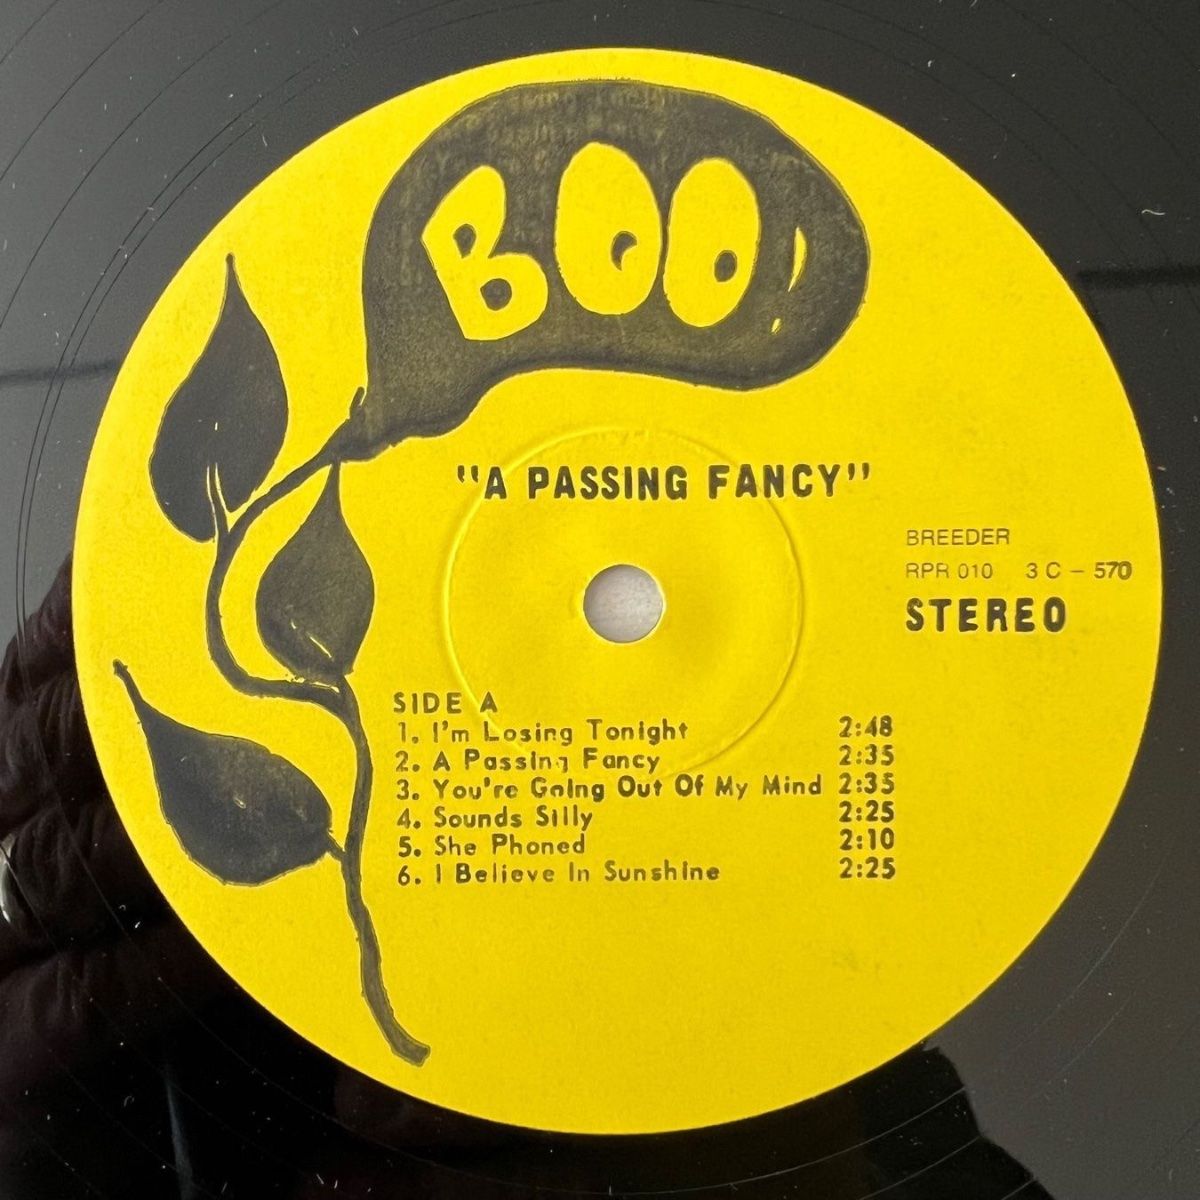 BOO!
"A PASSING FANCY"
BREEDER
RPR 010 3 C - 570
STEREO
SIDE A
1. I'm Losing Tonight 2:48
2. A Passing Fancy 2:35
3. You're Going Out Of My Mind 2:35
4. Sounds Silly 2:25
5. She Phoned 2:10
6. I Believe In Sunshine 2:25